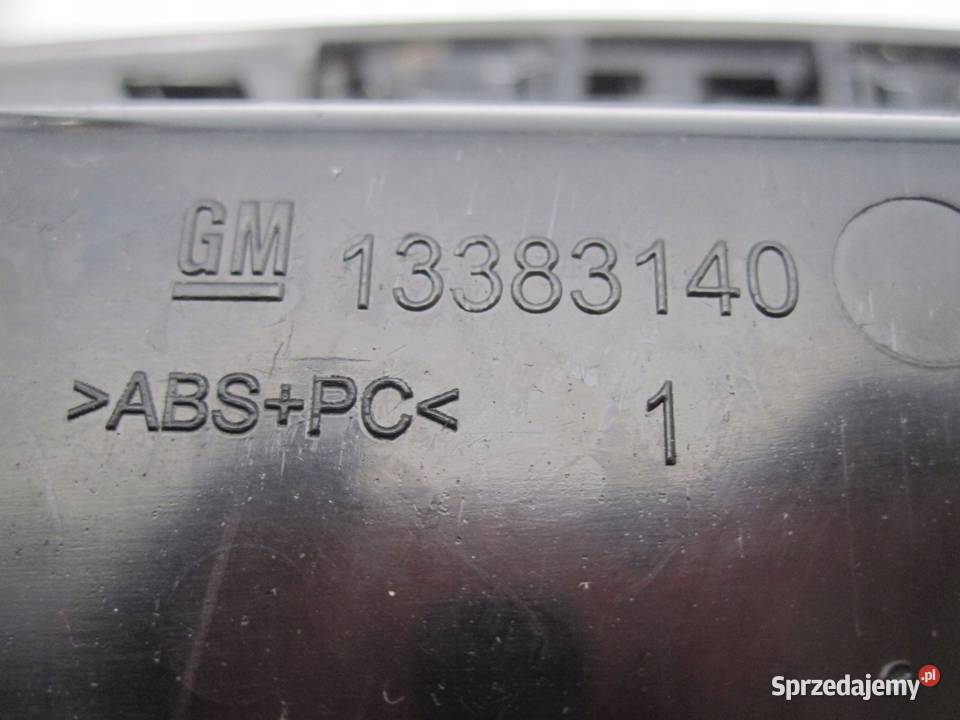 GM 13383140
>ABS+PC< 1
Sprzedajemy.pl